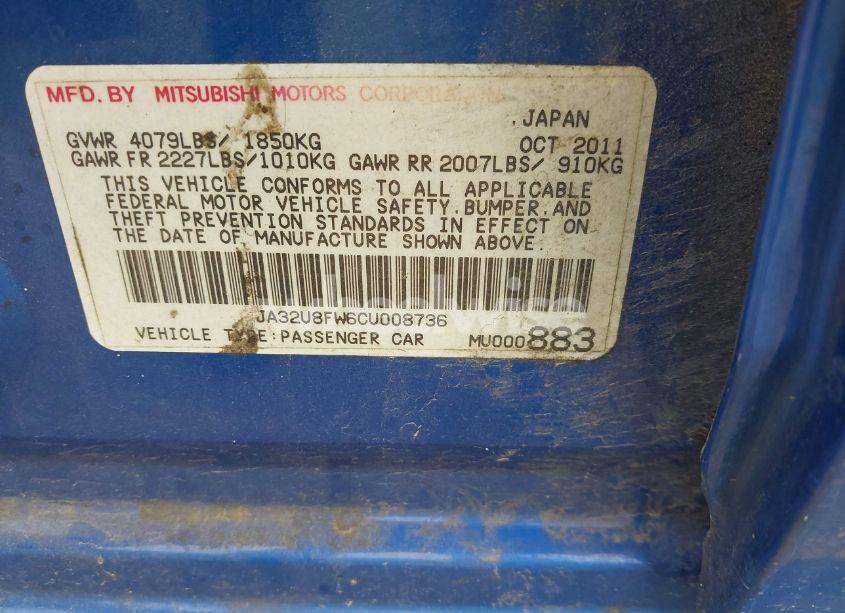 MFD. BY MITSUBISHI MOTORS CORPORATION
JAPAN
GVWR 4079LBS/ 1850KG OCT 2011
GAWR FR 2227LBS/1010KG GAWR RR 2007LBS/ 910KG
THIS VEHICLE CONFORMS TO ALL APPLICABLE
FEDERAL MOTOR VEHICLE SAFETY,BUMPER,AND
THEFT PREVENTION STANDARDS IN EFFECT ON
THE DATE OF MANUFACTURE SHOWN ABOVE.
JA32U8FW6CU008736
VEHICLE TYPE:PASSENGER CAR MU000883